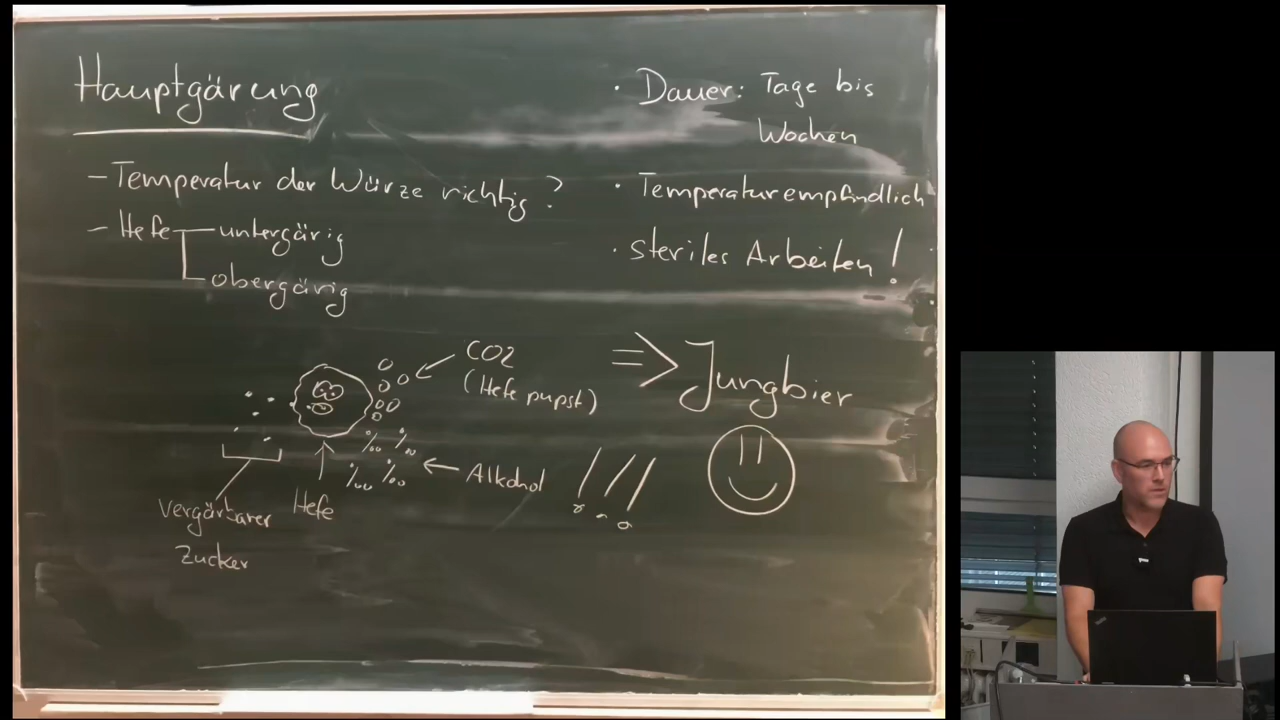 Hauptgärung
– Temperatur der Würze richtig ?
– Hefe – untergärig
obergärig
CO2
(Hefe pupst)
Alkohol !!!
Vergärbarer
Zucker
Hefe
· Dauer: Tage bis
Wochen
· Temperaturempfindlich
· steriles Arbeiten !
=> Jungbier